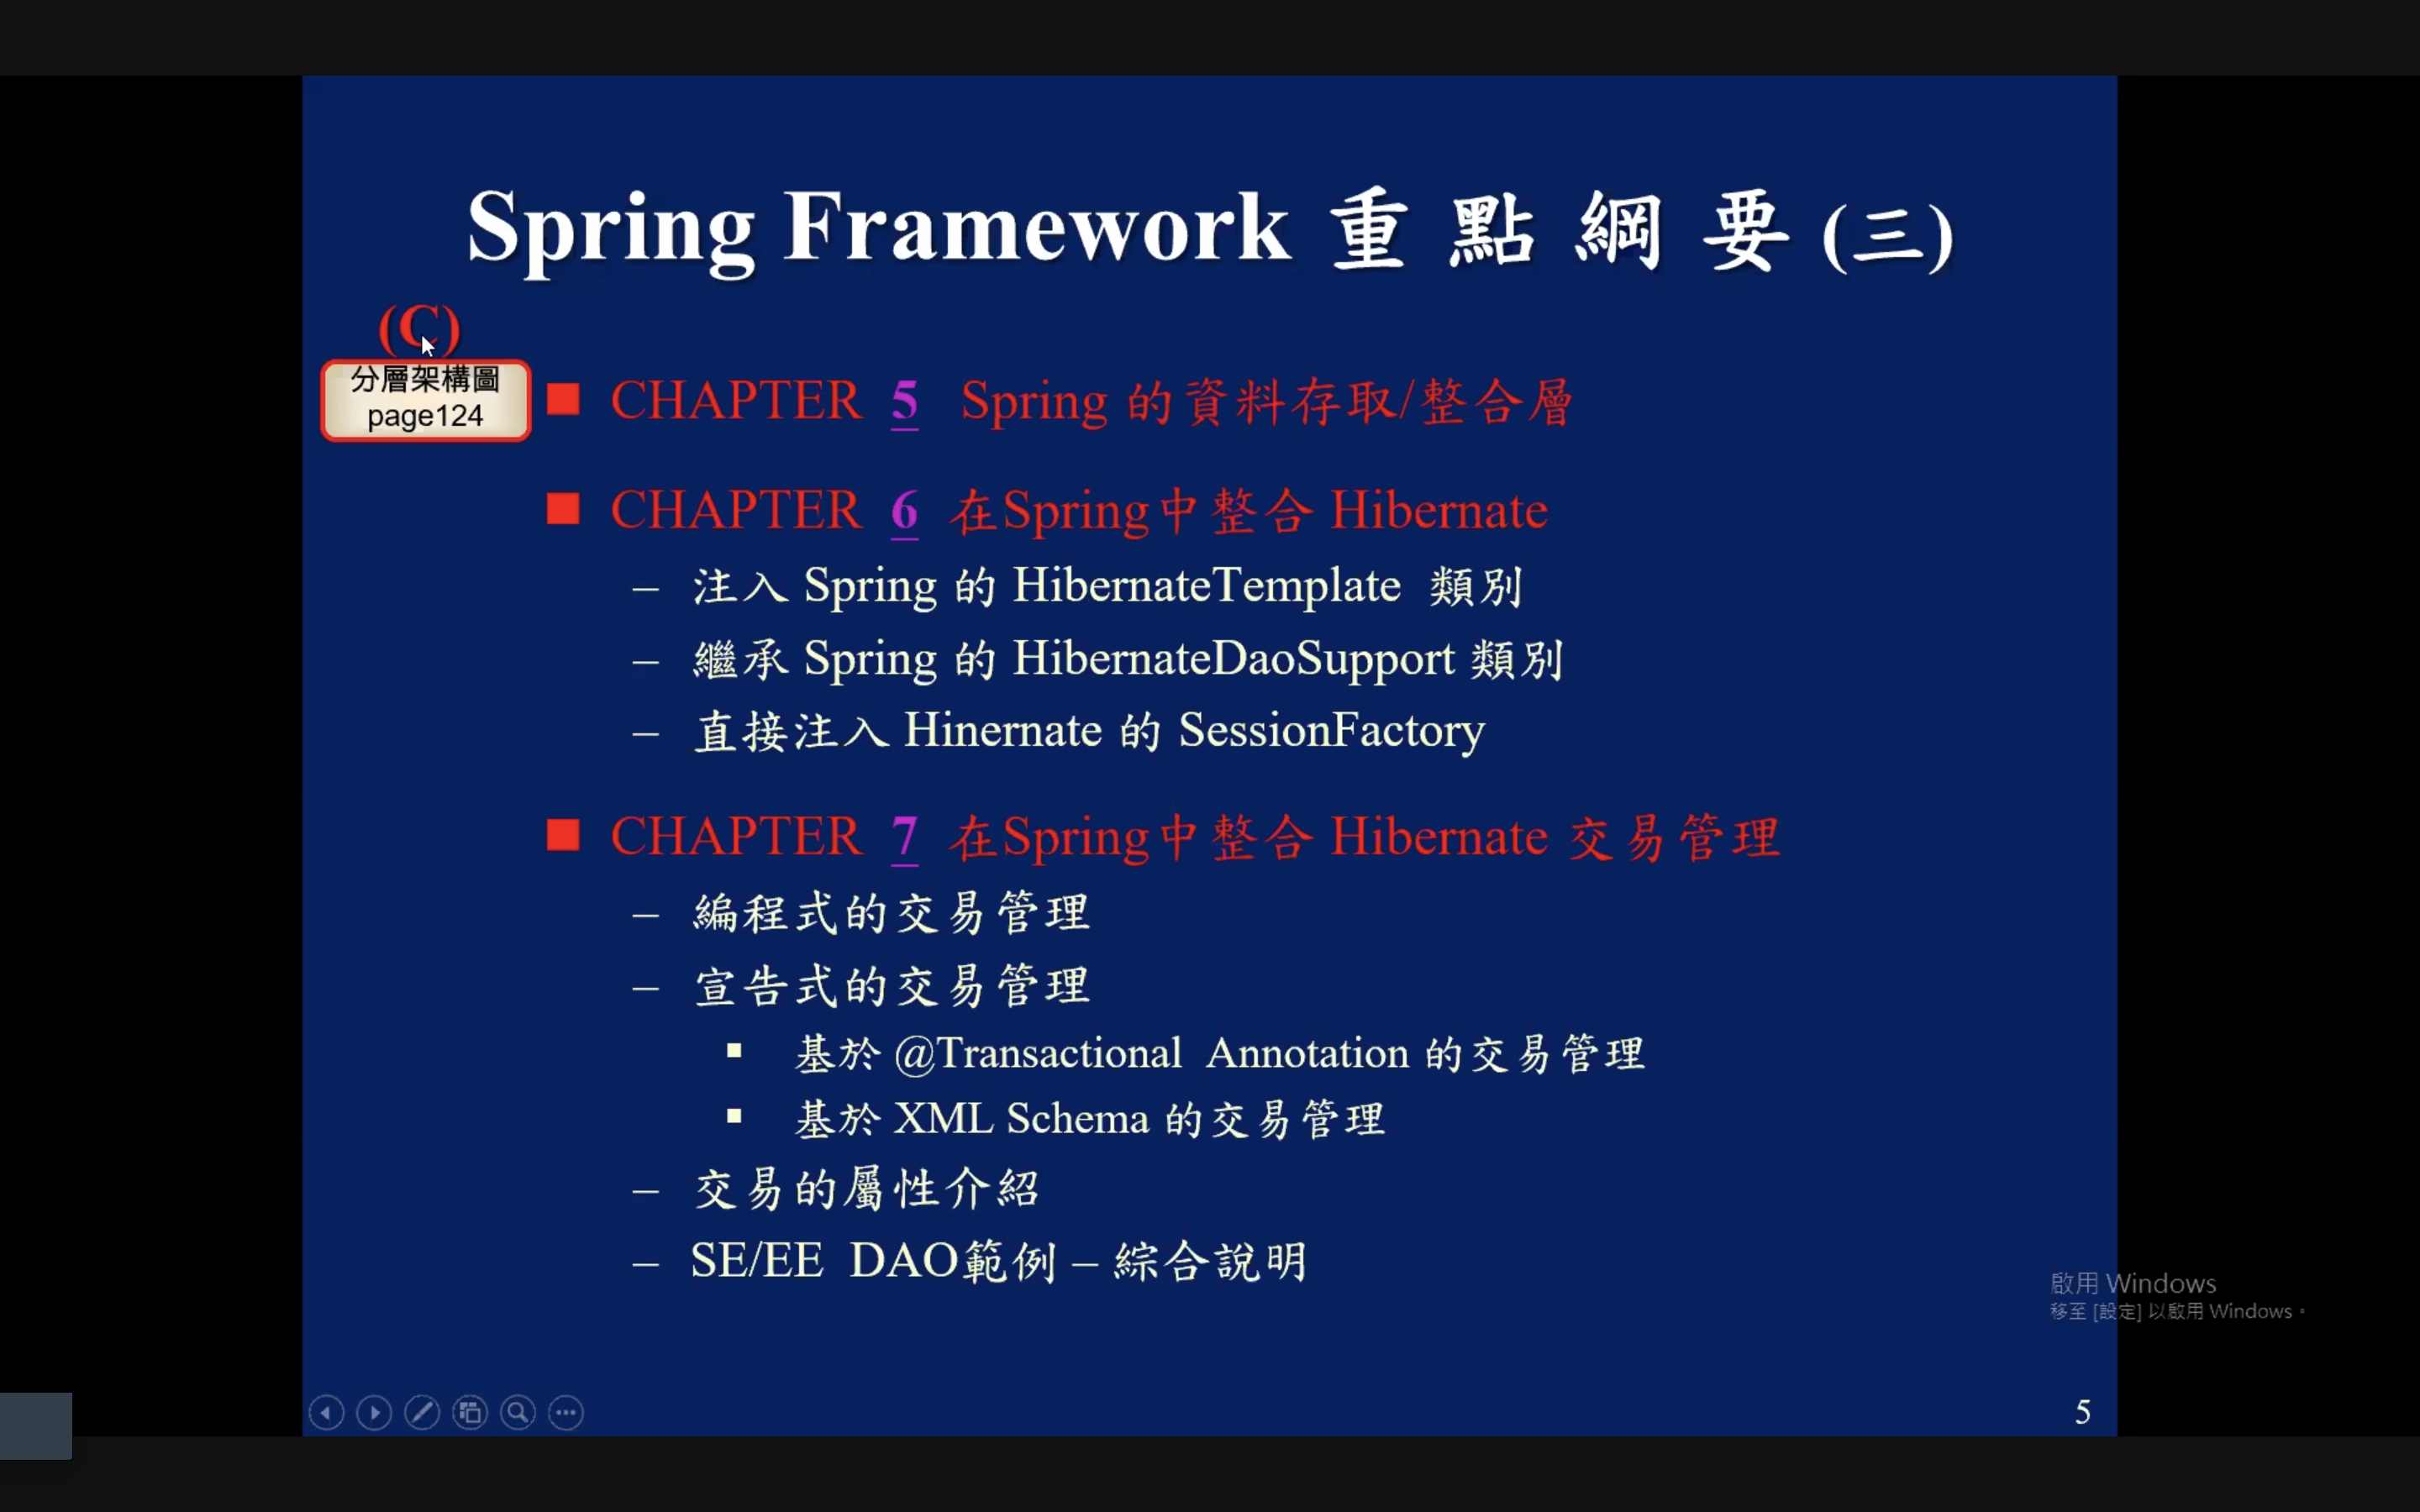 Spring Framework 重點綱要(三)
(C)
分層架構圖
page124
CHAPTER 5 Spring 的資料存取/整合層
CHAPTER 6 在Spring中整合 Hibernate
– 注入 Spring 的 HibernateTemplate 類別
– 繼承 Spring 的 HibernateDaoSupport 類別
– 直接注入 Hinernate 的 SessionFactory
CHAPTER 7 在Spring中整合 Hibernate 交易管理
– 編程式的交易管理
– 宣告式的交易管理
▪ 基於 @Transactional Annotation 的交易管理
▪ 基於 XML Schema 的交易管理
– 交易的屬性介紹
– SE/EE DAO範例 – 綜合說明
啟用 Windows
移至 [設定] 以啟用 Windows。
5